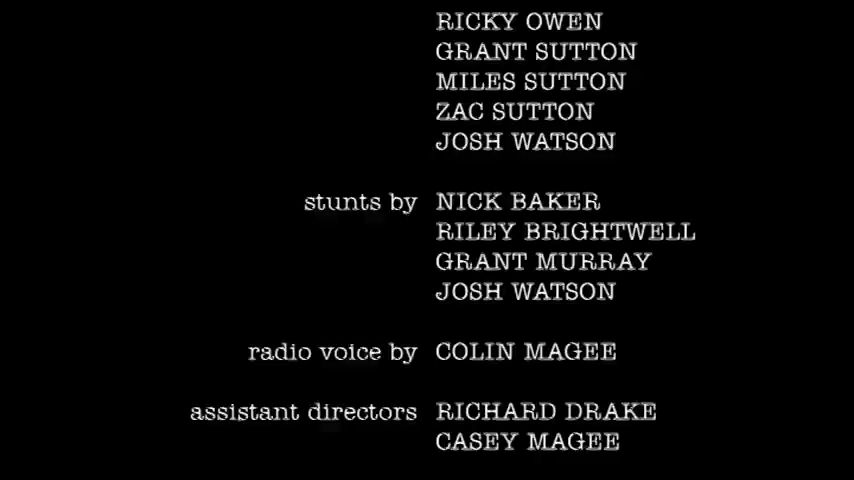 RICKY OWEN
GRANT SUTTON
MILES SUTTON
ZAC SUTTON
JOSH WATSON
stunts by NICK BAKER
RILEY BRIGHTWELL
GRANT MURRAY
JOSH WATSON
radio voice by COLIN MAGEE
assistant directors RICHARD DRAKE
CASEY MAGEE